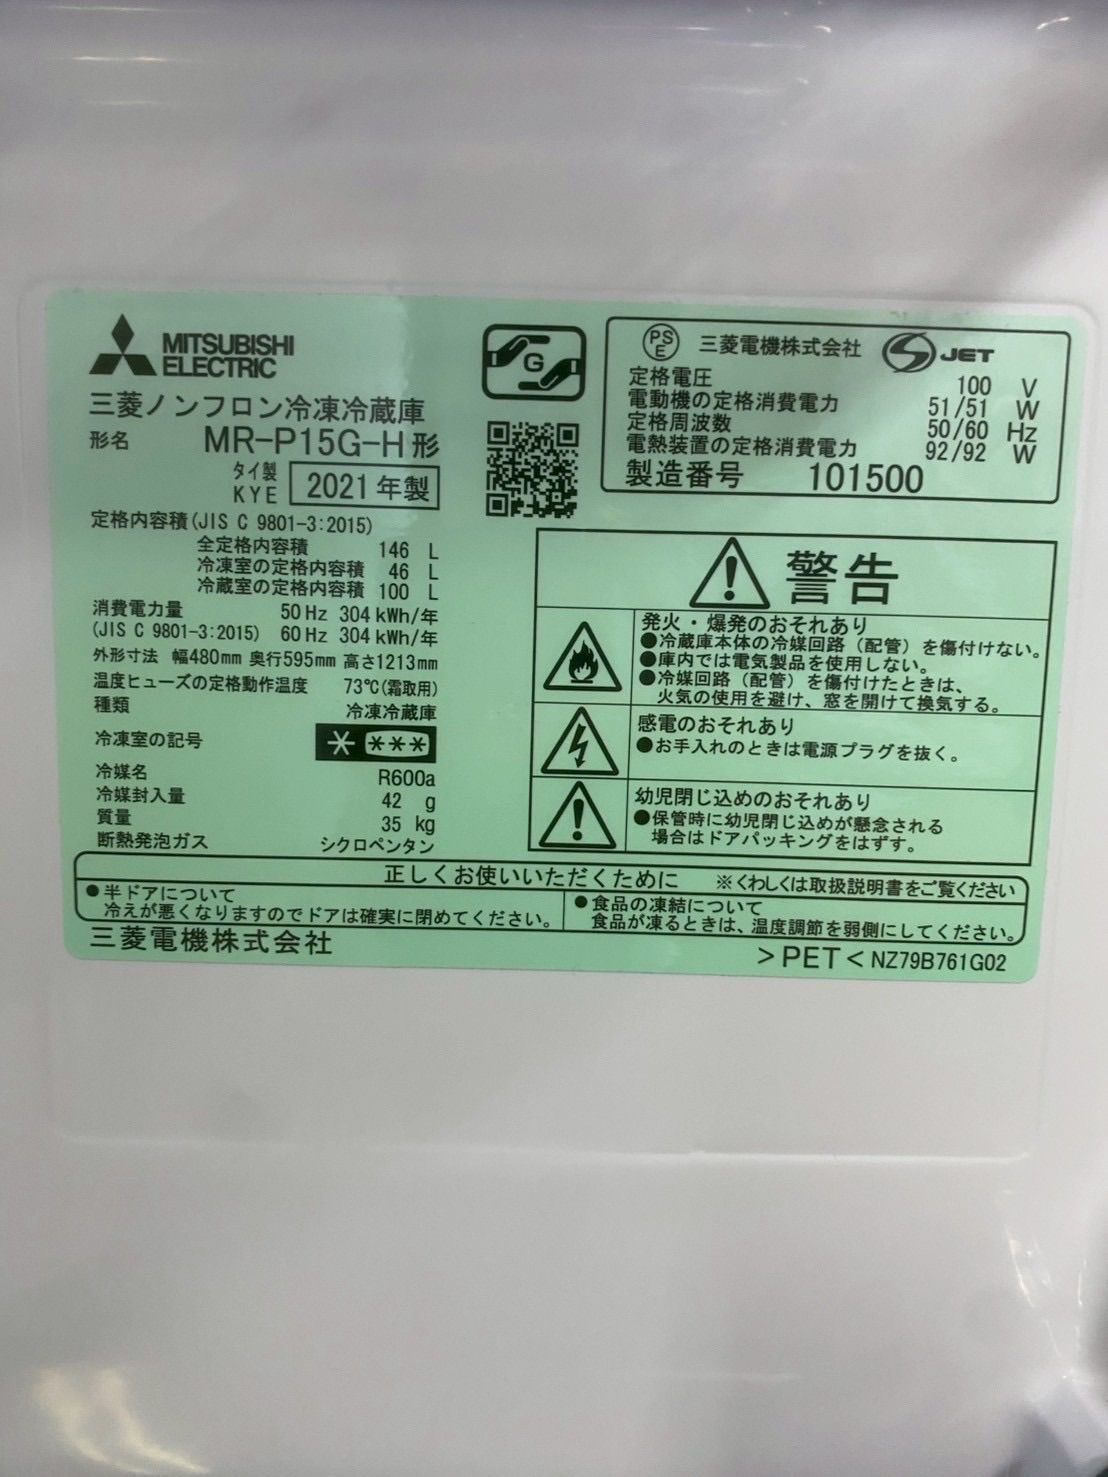 MITSUBISHI
ELECTRIC
三菱ノンフロン冷凍冷蔵庫
形名 MR-P15G-H形
タイ製
KYE 2021年製
定格内容積(JIS C 9801-3:2015)
全定格内容積 146 L
冷凍室の定格内容積 46 L
冷蔵室の定格内容積 100 L
消費電力量 50Hz 304kWh/年
(JIS C 9801-3:2015) 60Hz 304kWh/年
外形寸法 幅480mm 奥行595mm 高さ1213mm
温度ヒューズの定格動作温度 73℃(霜取用)
種類 冷凍冷蔵庫
冷凍室の記号 * ***
冷媒名 R600a
冷媒封入量 42 g
質量 35 kg
断熱発泡ガス シクロペンタン
G
PS
E 三菱電機株式会社 JET
定格電圧 100 V
電動機の定格消費電力 51/51 W
定格周波数 50/60 Hz
電熱装置の定格消費電力 92/92 W
製造番号 101500
警告
発火・爆発のおそれあり
●冷蔵庫本体の冷媒回路(配管)を傷付けない。
●庫内では電気製品を使用しない。
●冷媒回路(配管)を傷付けたときは、
火気の使用を避け、窓を開けて換気する。
感電のおそれあり
●お手入れのときは電源プラグを抜く。
幼児閉じ込めのおそれあり
●保管時に幼児閉じ込めが懸念される
場合はドアパッキングをはずす。
正しくお使いいただくために ※くわしくは取扱説明書をご覧ください
●半ドアについて
冷えが悪くなりますのでドアは確実に閉めてください。
●食品の凍結について
食品が凍るときは、温度調節を弱側にしてください。
三菱電機株式会社
>PET< NZ79B761G02